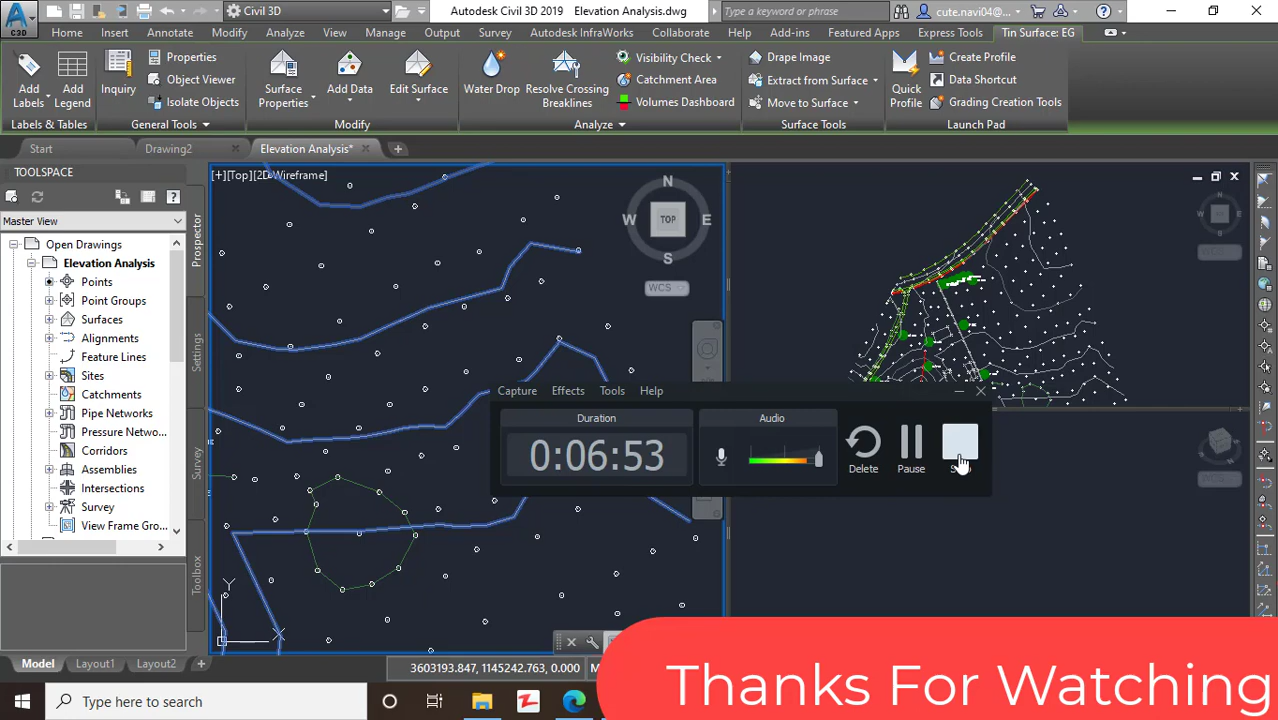 C3D
Civil 3D
Autodesk Civil 3D 2019 Elevation Analysis.dwg
Type a keyword or phrase
cute.navi04@...
Home Insert Annotate Modify Analyze View Manage Output Survey Autodesk InfraWorks Collaborate Help Add-ins Featured Apps Express Tools Tin Surface: EG
Add Labels
Add Legend
Inquiry
Properties
Object Viewer
Isolate Objects
Surface Properties
Add Data
Edit Surface
Water Drop
Resolve Crossing Breaklines
Visibility Check
Catchment Area
Volumes Dashboard
Drape Image
Extract from Surface
Move to Surface
Quick Profile
Create Profile
Data Shortcut
Grading Creation Tools
Labels & Tables General Tools Modify Analyze Surface Tools Launch Pad
Start Drawing2 Elevation Analysis*
TOOLSPACE
Master View
Open Drawings
Elevation Analysis
Points
Point Groups
Surfaces
Alignments
Feature Lines
Sites
Catchments
Pipe Networks
Pressure Netwo...
Corridors
Assemblies
Intersections
Survey
View Frame Gro...
Prospector
Settings
Survey
Toolbox
[+][Top][2D Wireframe]
N
W TOP E
S
WCS
Y
X
Capture Effects Tools Help
Duration
0:06:53
Audio
Delete
Pause
Model Layout1 Layout2
3603193.847, 1145242.763, 0.000
Thanks For Watching
Type here to search